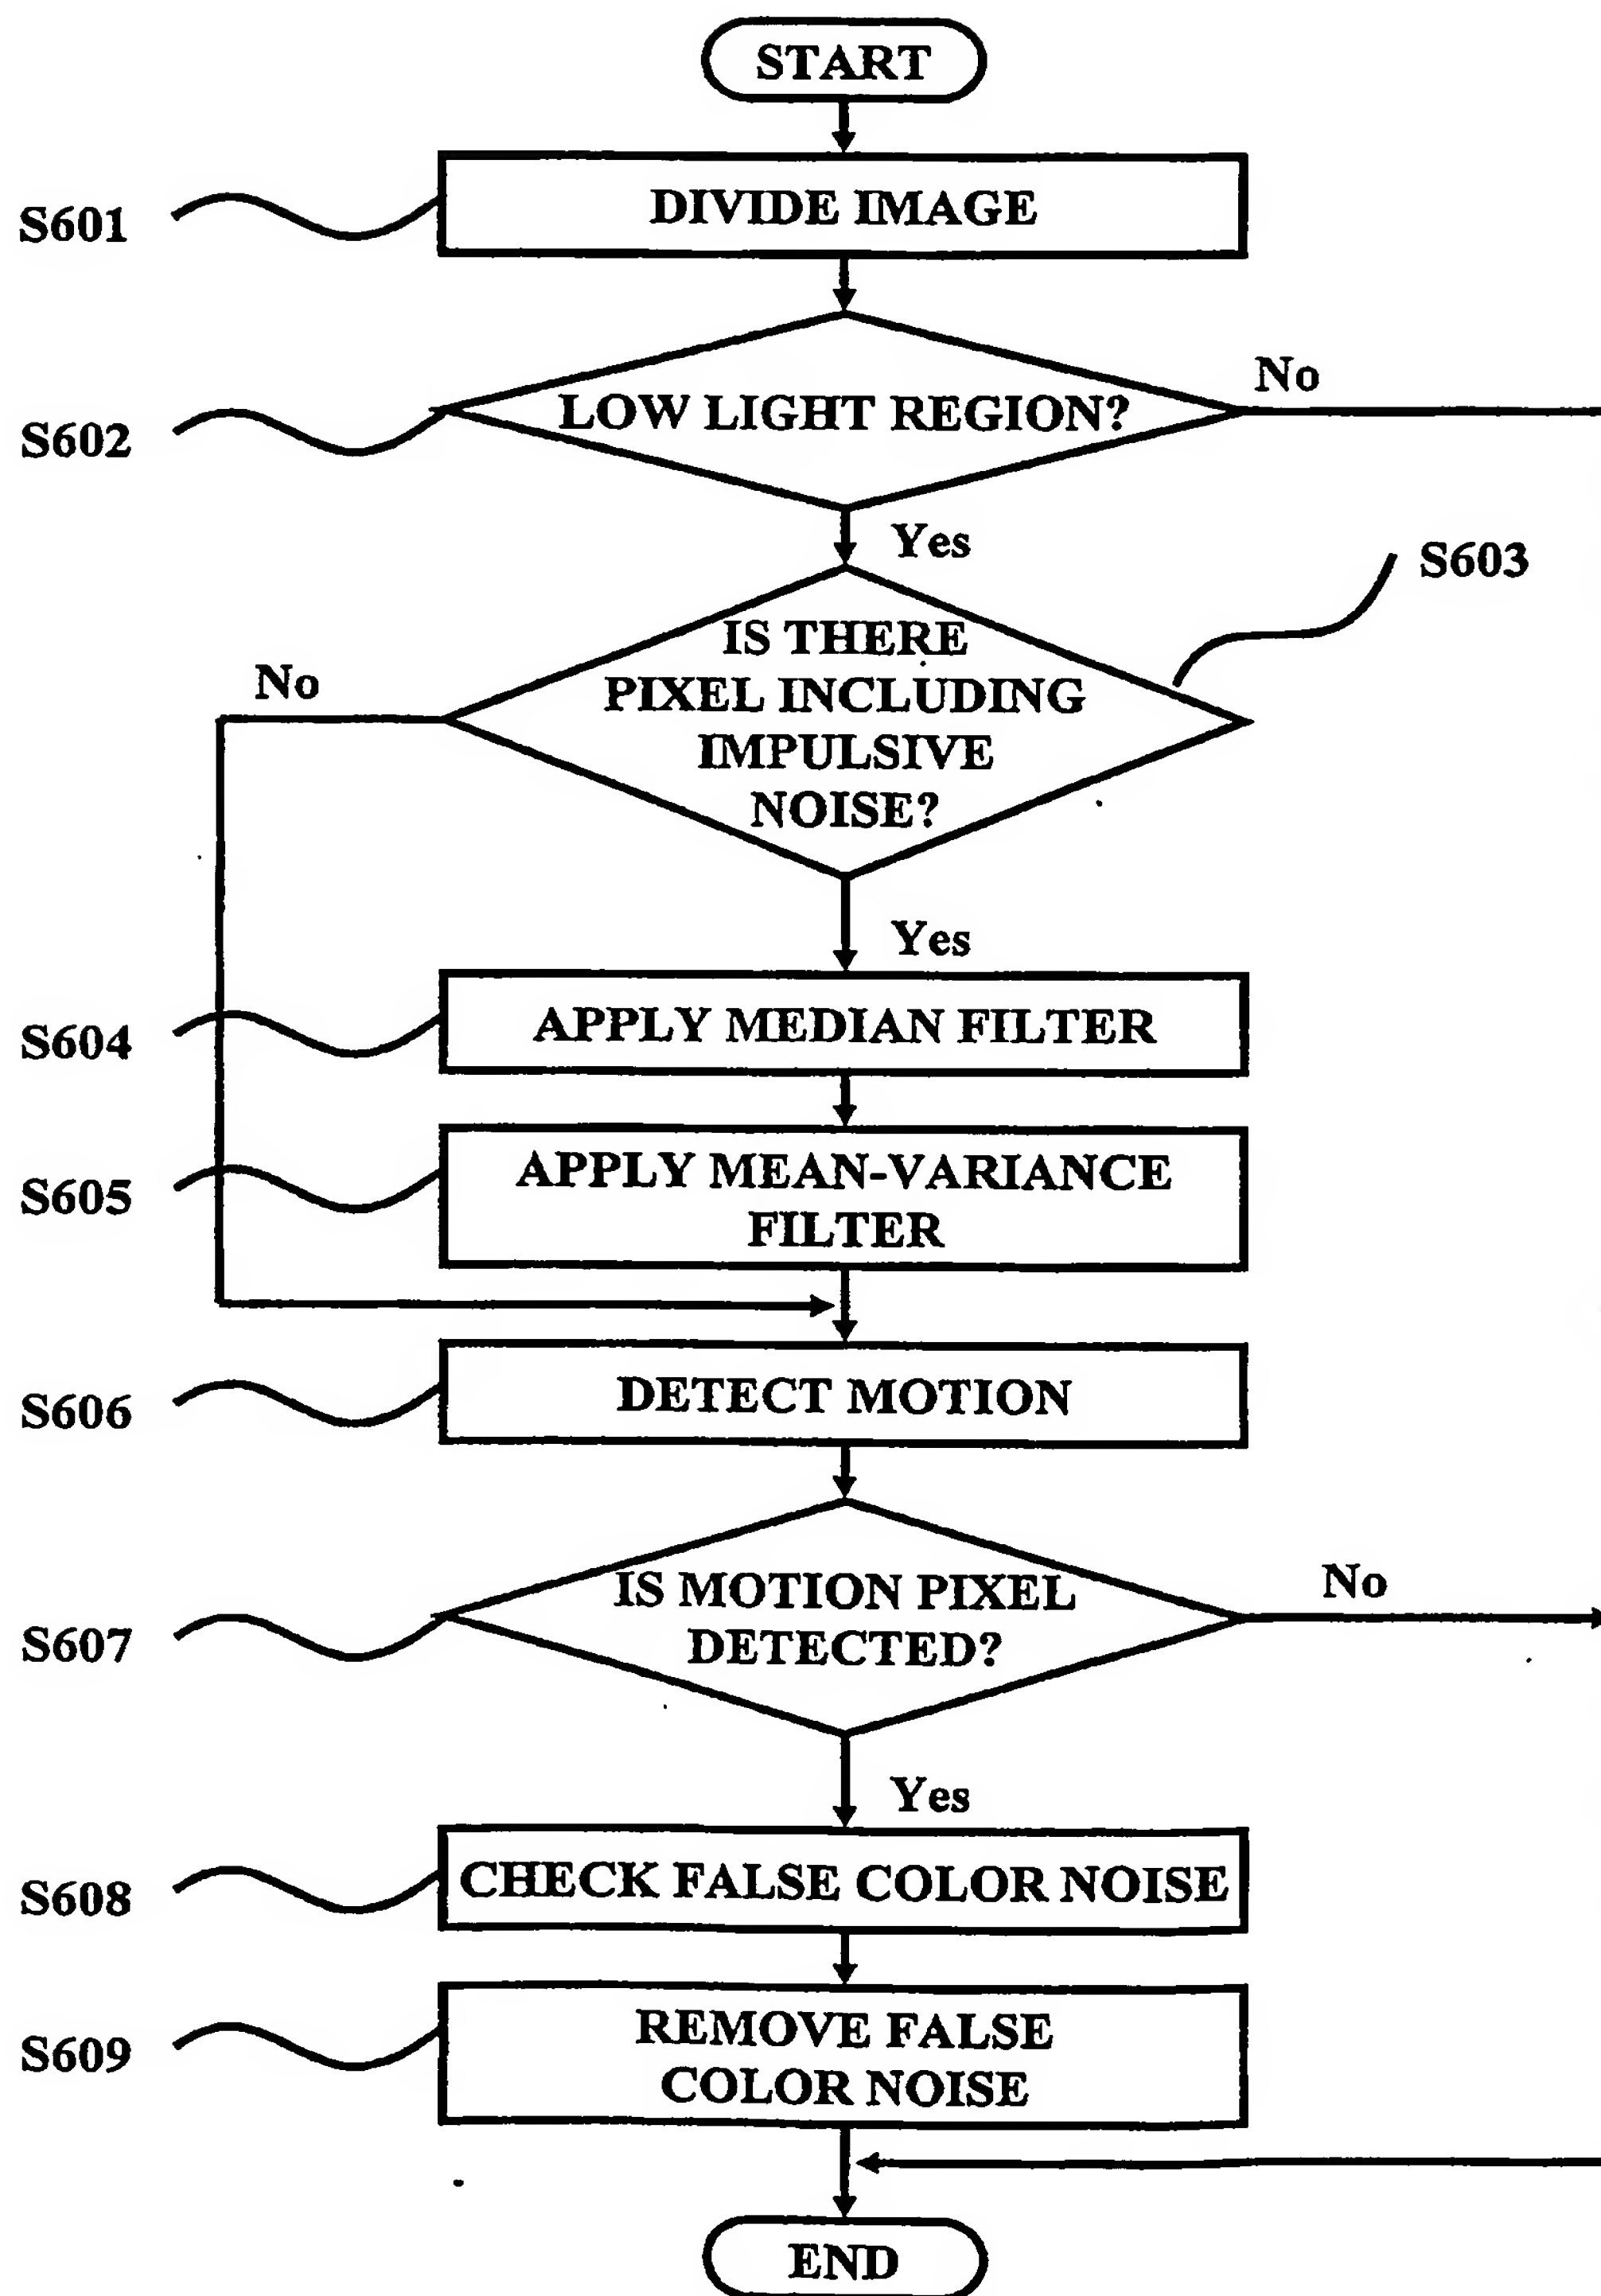 START
S601
DIVIDE IMAGE
S602
LOW LIGHT REGION?
No
Yes
S603
IS THERE
PIXEL INCLUDING
IMPULSIVE
NOISE?
No
Yes
S604
APPLY MEDIAN FILTER
S605
APPLY MEAN-VARIANCE
FILTER
S606
DETECT MOTION
S607
IS MOTION PIXEL
DETECTED?
No
Yes
S608
CHECK FALSE COLOR NOISE
S609
REMOVE FALSE
COLOR NOISE
END